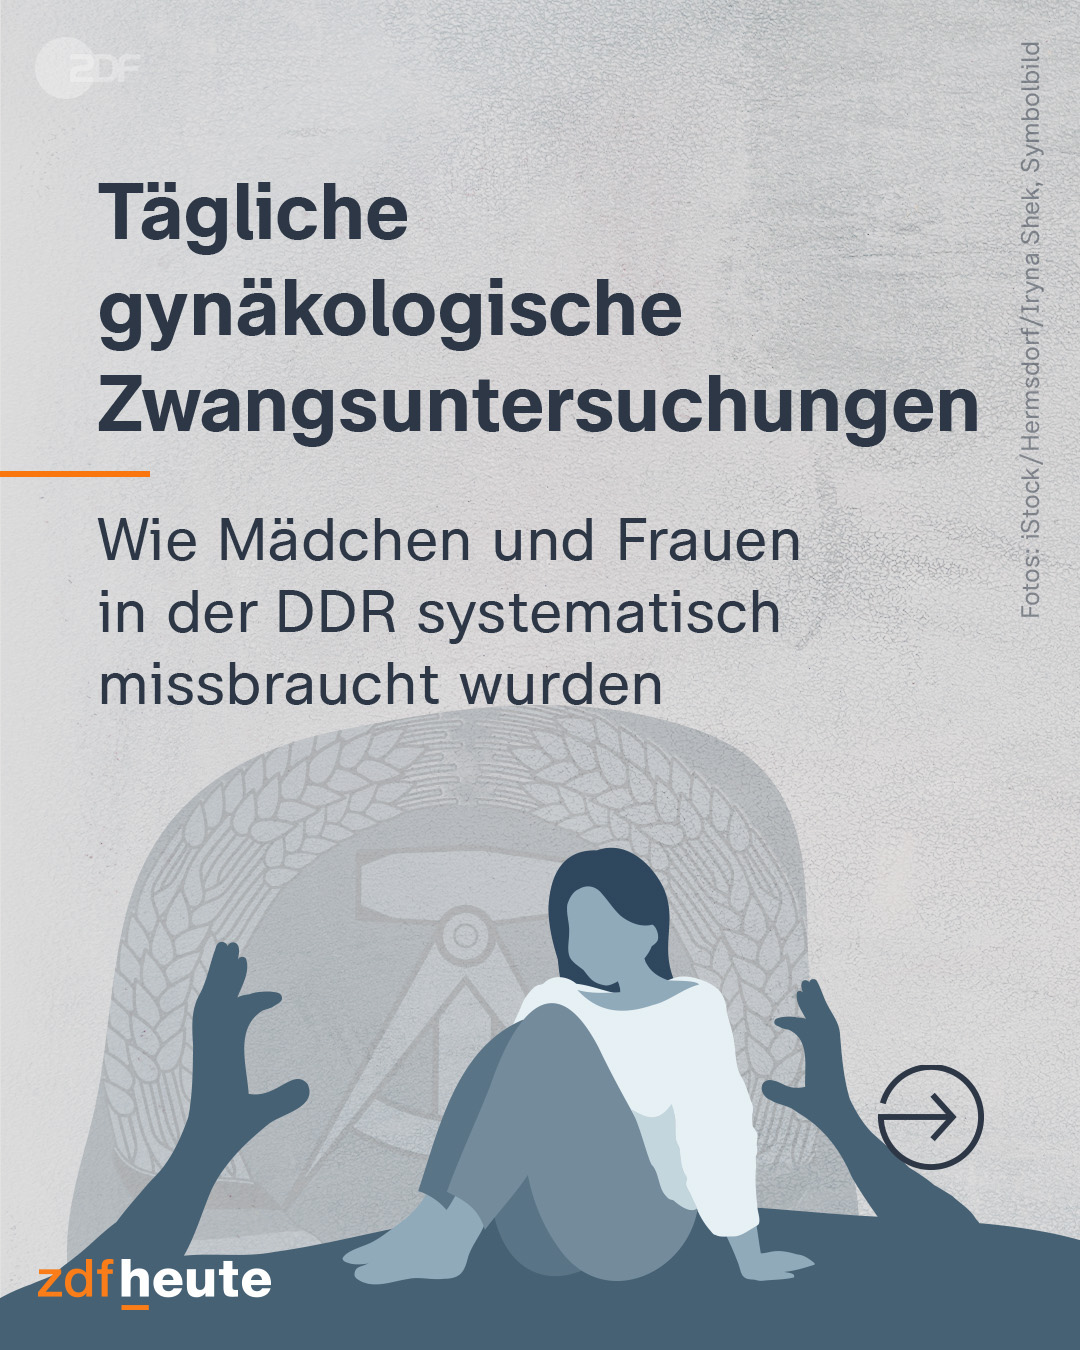 ZDF
Tägliche
gynäkologische
Zwangsuntersuchungen
Wie Mädchen und Frauen
in der DDR systematisch
missbraucht wurden
Fotos: iStock/Hermsdorf/Iryna Shek, Symbolbild
zdfheute